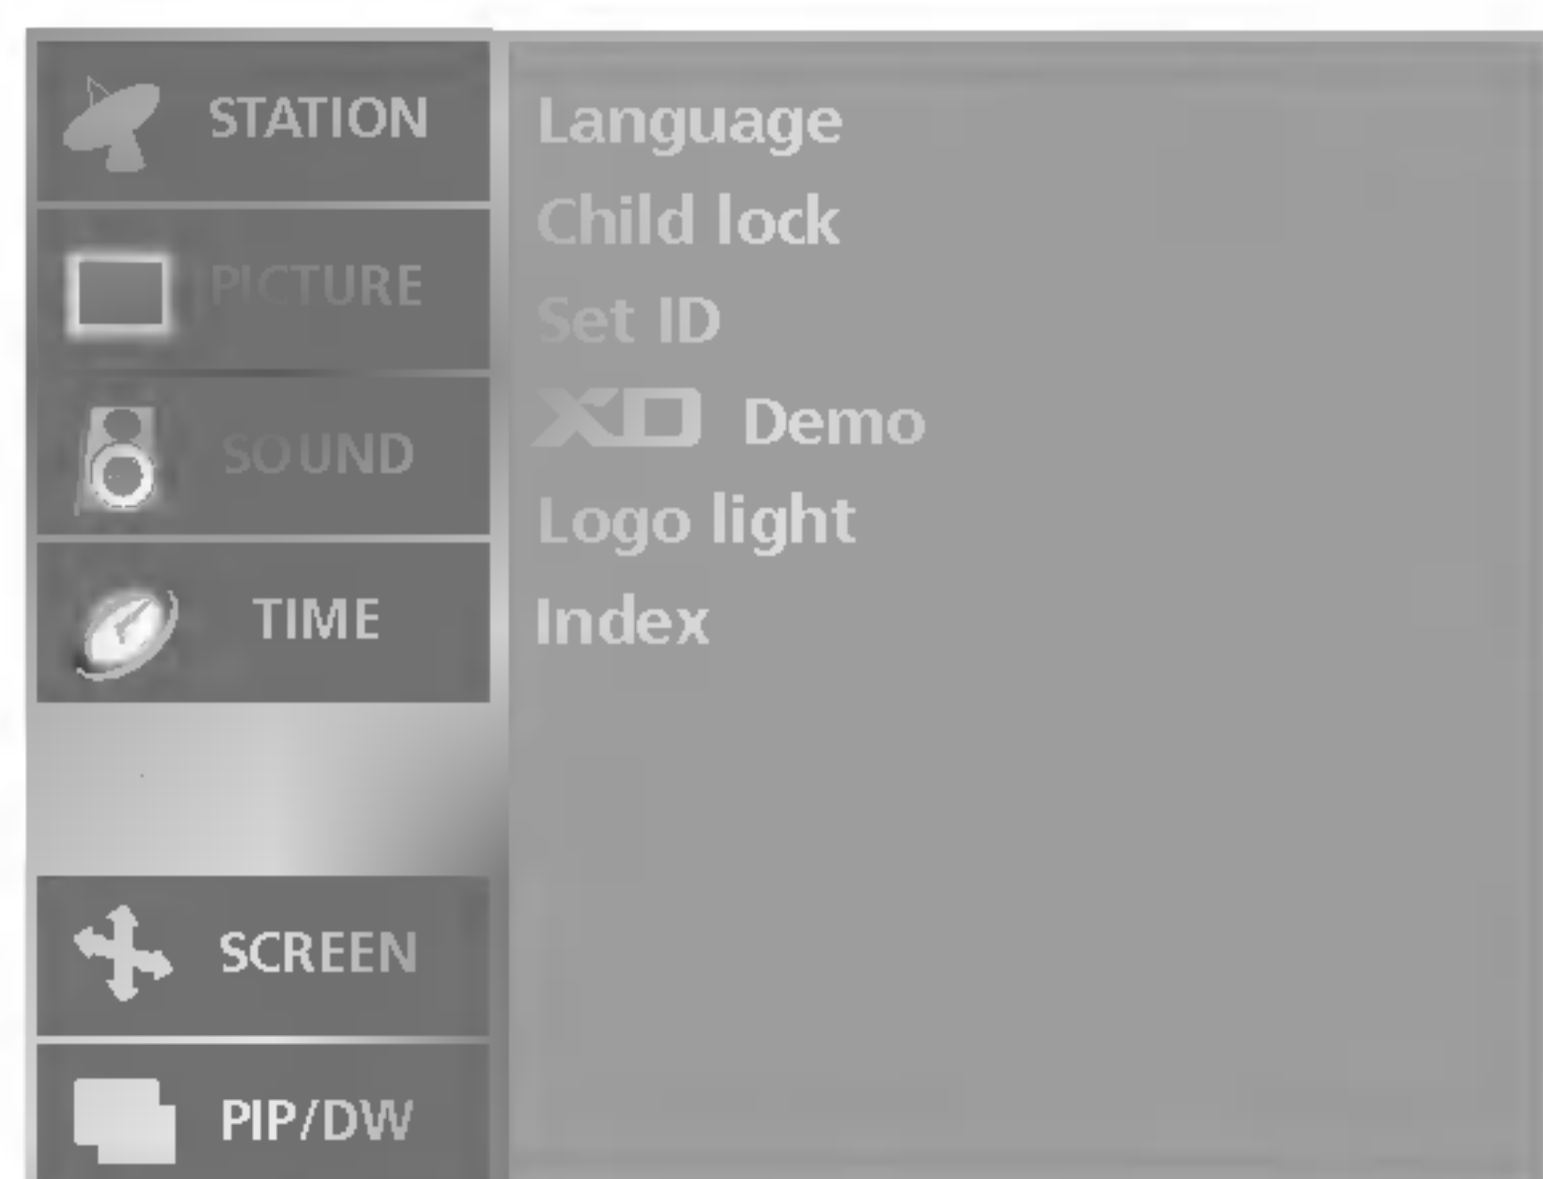 STATION
PICTURE
SOUND
TIME
SCREEN
PIP/DW
Language
Child lock
Set ID
XD Demo
Logo light
Index